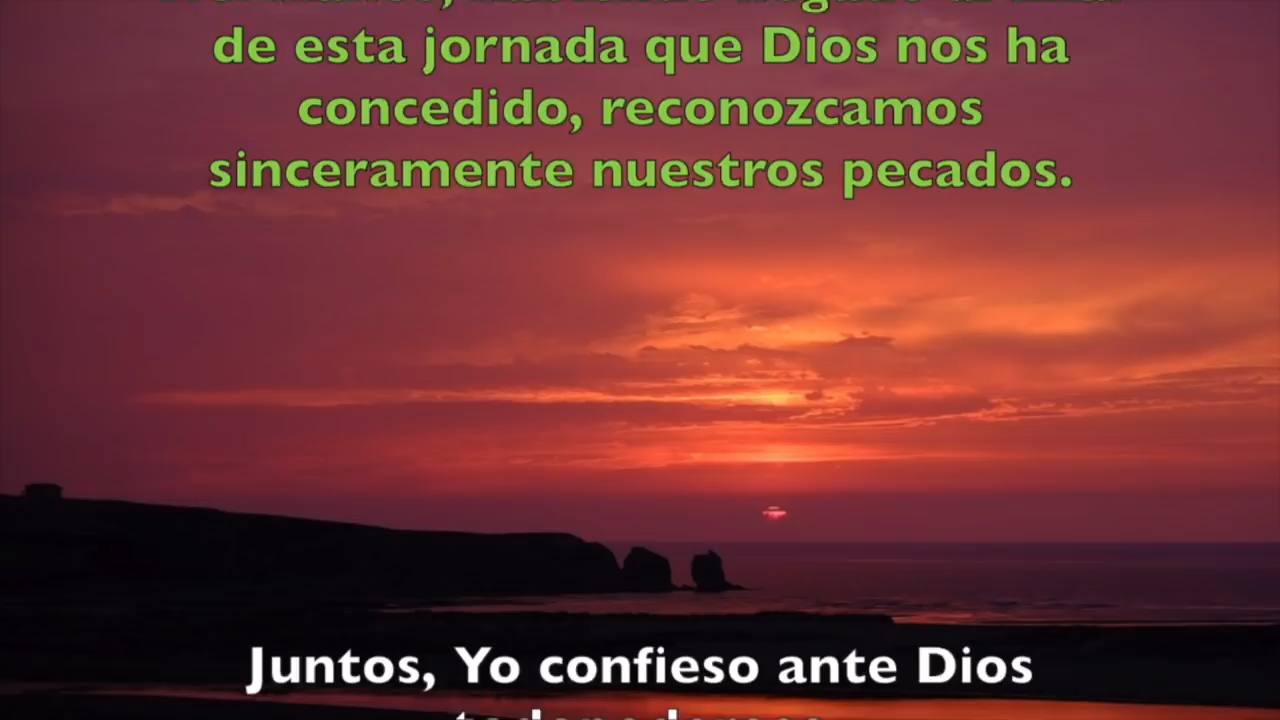 de esta jornada que Dios nos ha
concedido, reconozcamos
sinceramente nuestros pecados.
Juntos, Yo confieso ante Dios